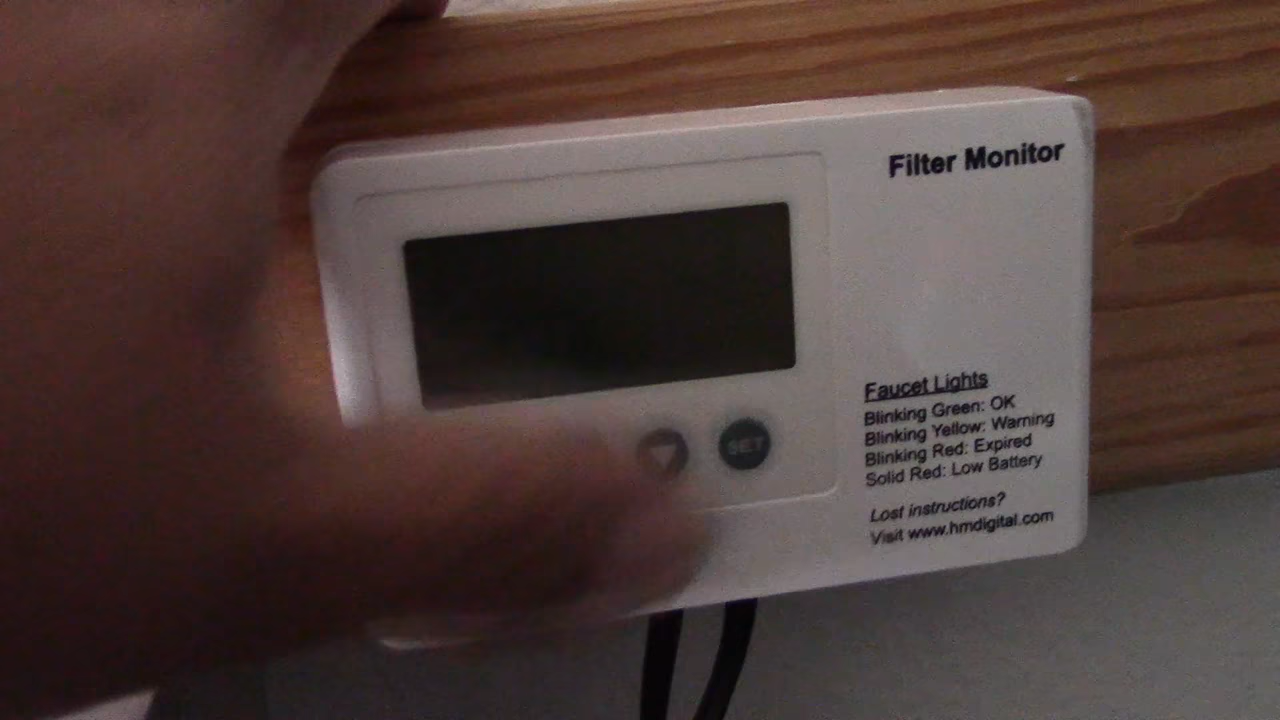 Filter Monitor
SET
Faucet Lights
Blinking Green: OK
Blinking Yellow: Warning
Blinking Red: Expired
Solid Red: Low Battery
Lost instructions?
Visit www.hmdigital.com